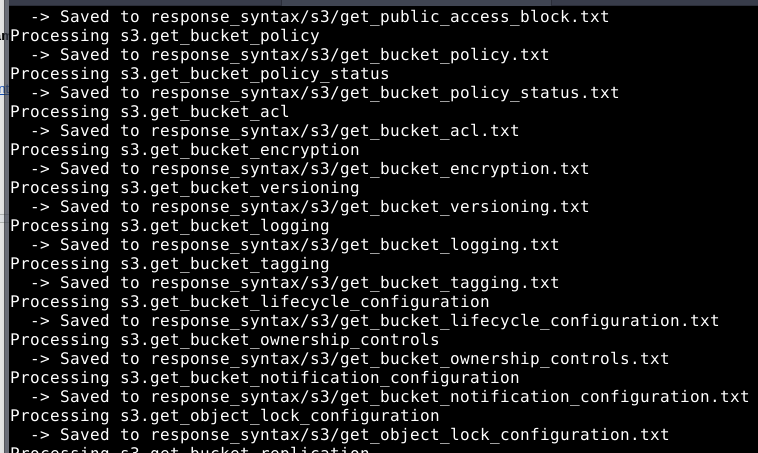 -> Saved to response_syntax/s3/get_public_access_block.txt
Processing s3.get_bucket_policy
-> Saved to response_syntax/s3/get_bucket_policy.txt
Processing s3.get_bucket_policy_status
-> Saved to response_syntax/s3/get_bucket_policy_status.txt
Processing s3.get_bucket_acl
-> Saved to response_syntax/s3/get_bucket_acl.txt
Processing s3.get_bucket_encryption
-> Saved to response_syntax/s3/get_bucket_encryption.txt
Processing s3.get_bucket_versioning
-> Saved to response_syntax/s3/get_bucket_versioning.txt
Processing s3.get_bucket_logging
-> Saved to response_syntax/s3/get_bucket_logging.txt
Processing s3.get_bucket_tagging
-> Saved to response_syntax/s3/get_bucket_tagging.txt
Processing s3.get_bucket_lifecycle_configuration
-> Saved to response_syntax/s3/get_bucket_lifecycle_configuration.txt
Processing s3.get_bucket_ownership_controls
-> Saved to response_syntax/s3/get_bucket_ownership_controls.txt
Processing s3.get_bucket_notification_configuration
-> Saved to response_syntax/s3/get_bucket_notification_configuration.txt
Processing s3.get_object_lock_configuration
-> Saved to response_syntax/s3/get_object_lock_configuration.txt
Processing s3.get_bucket_replication